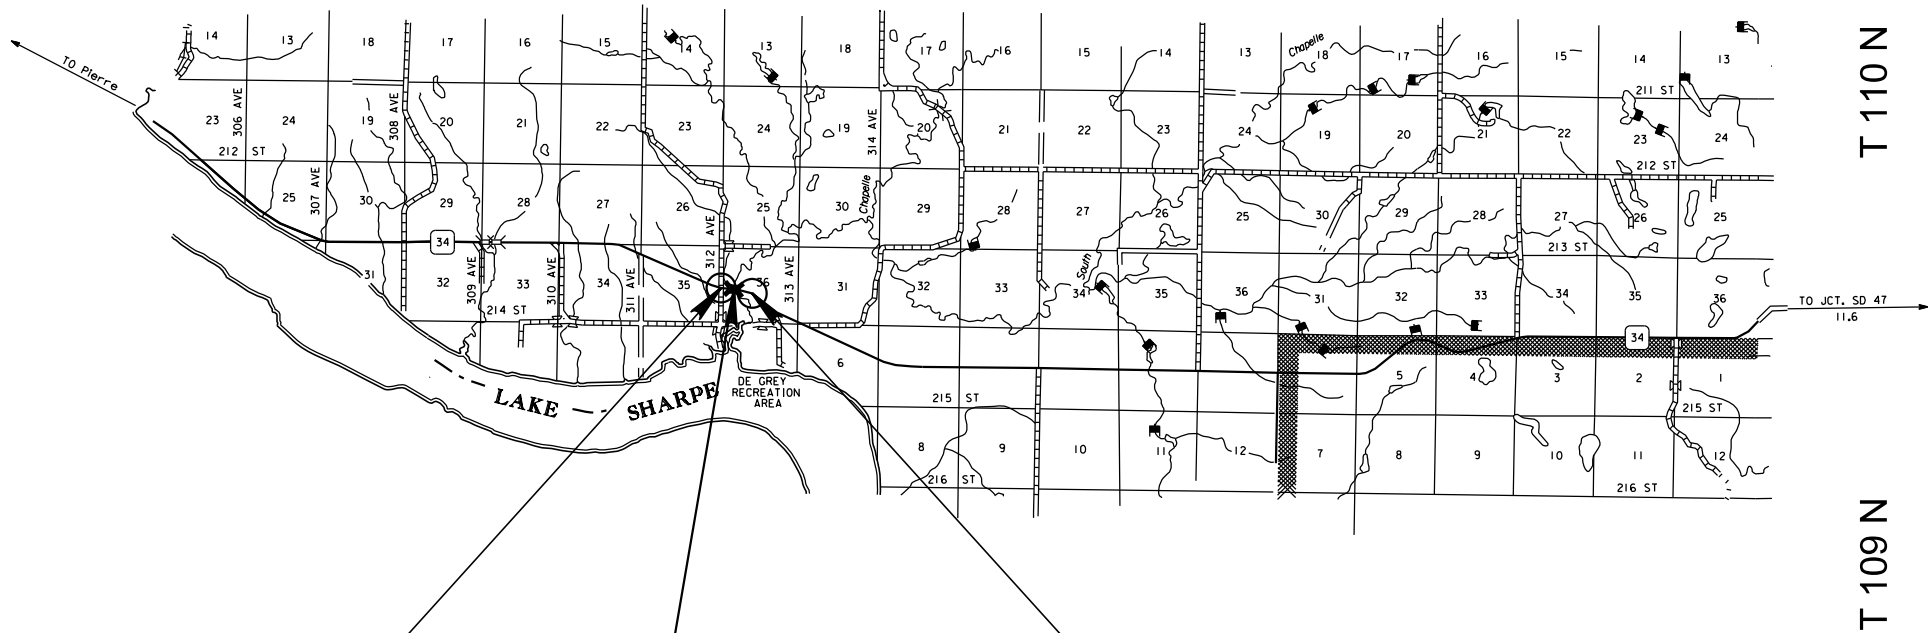 14 13 18 17 16 15 14 13 18 17 16 15 14 13 18 17 16 15 14 13
Chapelle
T 110 N
TO Pierre
211 ST
306 AVE
308 AVE
314 AVE
23 24 19 20 21 22 23 24 19 20 21 22 23 24 19 20 21 22 23 24
212 ST
212 ST
307 AVE
25 30 29 28 27 26 25 30 29 28 27 26 25 30 29 28 27 26 25
Chapelle
312 AVE
34
213 ST
31 32 33 34 35 36 31 32 33 34 35 36 31 32 33 34 35 36
309 AVE
310 AVE
311 AVE
313 AVE
South
214 ST
TO JCT. SD 47
11.6
34
6 5 4 3 2 1
LAKE SHARPE
DE GREY
RECREATION
AREA
215 ST
215 ST
8 9 10 11 12 7 8 9 10 11 12
216 ST
216 ST
T 109 N